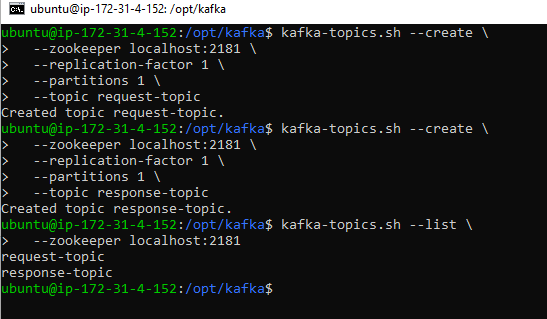 ubuntu@ip-172-31-4-152: /opt/kafka
ubuntu@ip-172-31-4-152:/opt/kafka$ kafka-topics.sh --create \
>   --zookeeper localhost:2181 \
>   --replication-factor 1 \
>   --partitions 1 \
>   --topic request-topic
Created topic request-topic.
ubuntu@ip-172-31-4-152:/opt/kafka$ kafka-topics.sh --create \
>   --zookeeper localhost:2181 \
>   --replication-factor 1 \
>   --partitions 1 \
>   --topic response-topic
Created topic response-topic.
ubuntu@ip-172-31-4-152:/opt/kafka$ kafka-topics.sh --list \
>   --zookeeper localhost:2181
request-topic
response-topic
ubuntu@ip-172-31-4-152:/opt/kafka$